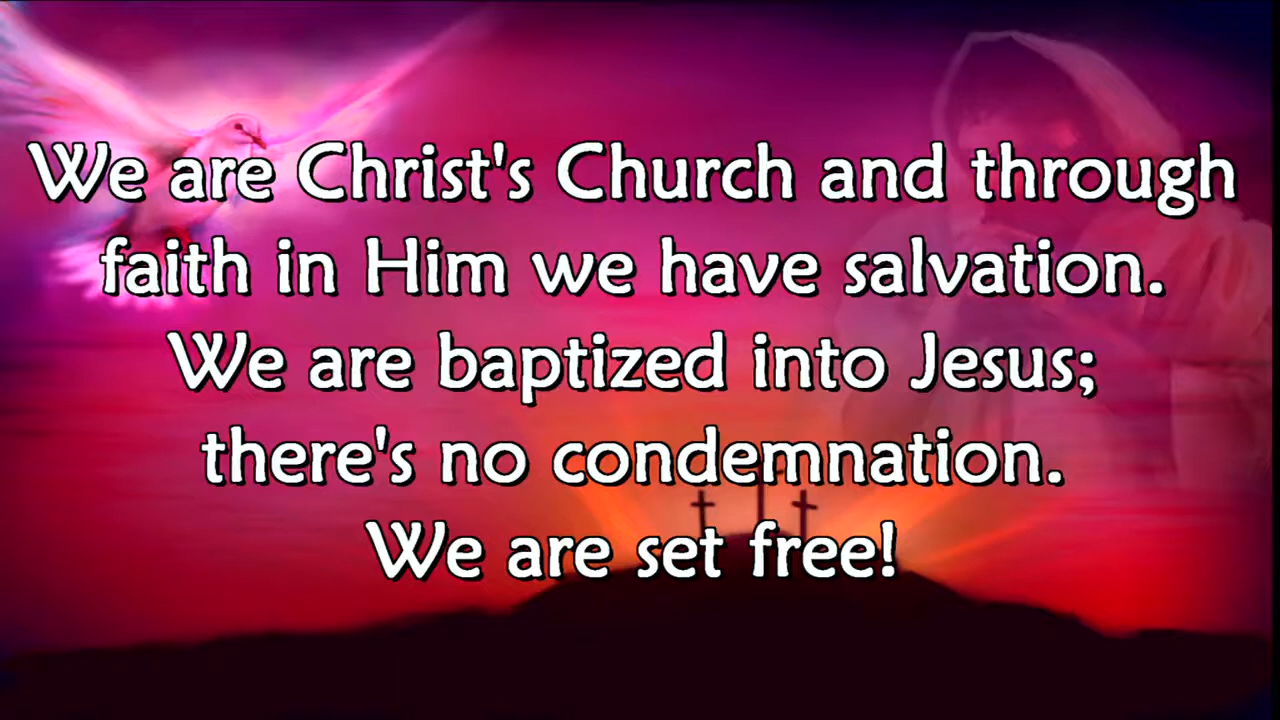 We are Christ's Church and through
faith in Him we have salvation.
We are baptized into Jesus;
there's no condemnation.
We are set free!